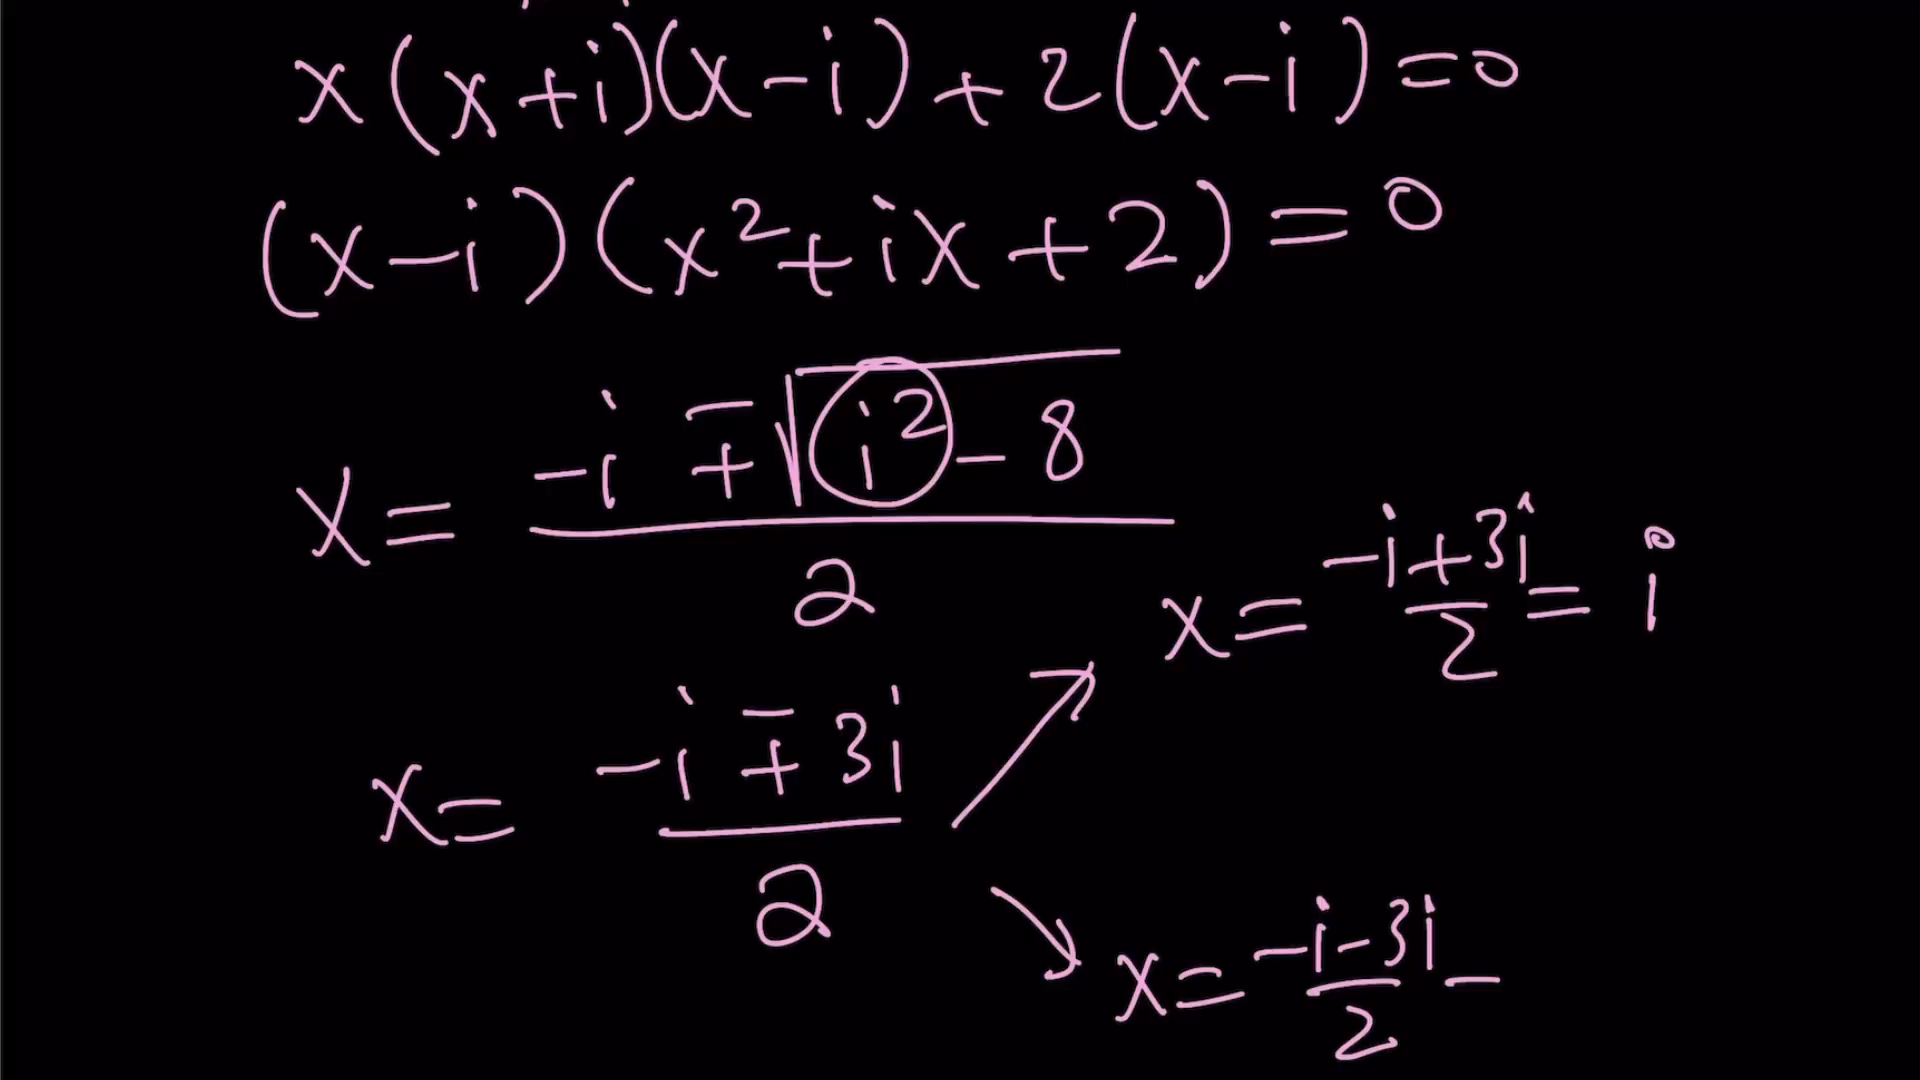 x(x+i)(x-i)+2(x-i)=0
(x-i)(x²+ix+2)=0
x= (-i ∓ √(i²-8))/2
x= (-i+3i)/2 = i
x= (-i ∓ 3i)/2
x= (-i-3i)/2 -